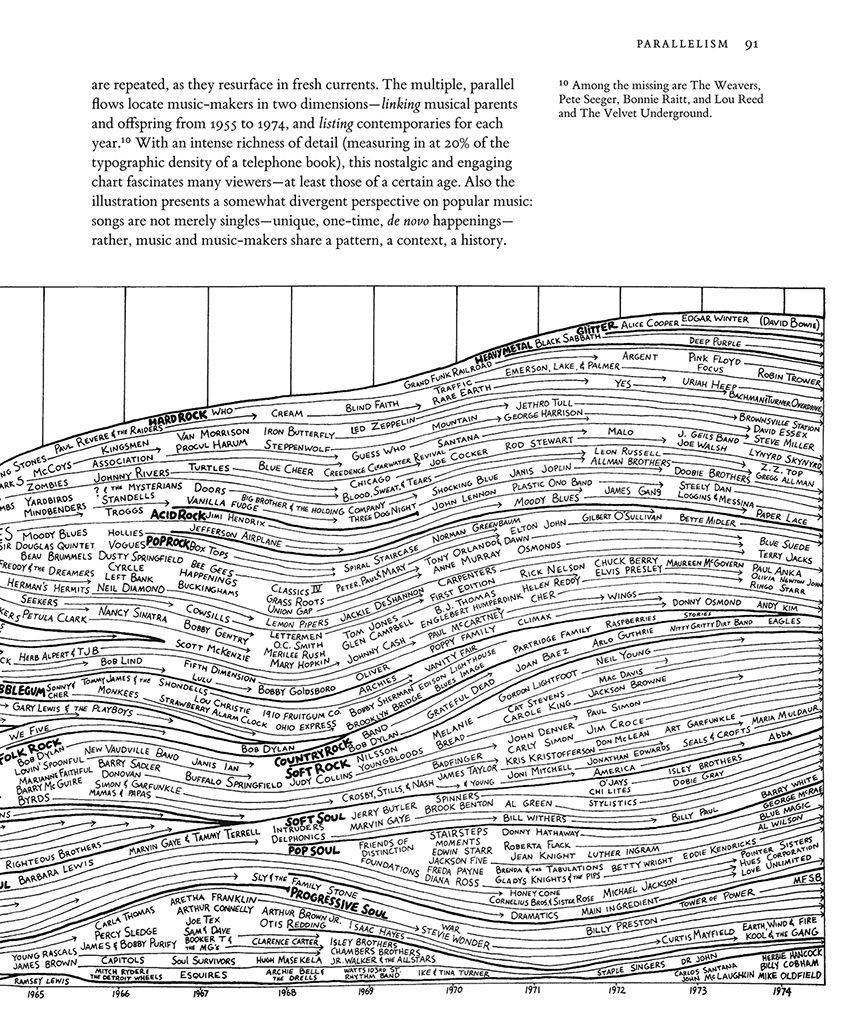 PARALLELISM 91
are repeated, as they resurface in fresh currents. The multiple, parallel
flows locate music-makers in two dimensions—linking musical parents
and offspring from 1955 to 1974, and listing contemporaries for each
year.¹⁰ With an intense richness of detail (measuring in at 20% of the
typographic density of a telephone book), this nostalgic and engaging
chart fascinates many viewers—at least those of a certain age. Also the
illustration presents a somewhat divergent perspective on popular music:
songs are not merely singles—unique, one-time, de novo happenings—
rather, music and music-makers share a pattern, a context, a history.
¹⁰ Among the missing are The Weavers,
Pete Seeger, Bonnie Raitt, and Lou Reed
and The Velvet Underground.
GLITTER ALICE COOPER EDGAR WINTER (DAVID BOWIE)
HEAVY METAL BLACK SABBATH DEEP PURPLE
GRAND FUNK RAILROAD EMERSON, LAKE, & PALMER ARGENT PINK FLOYD
FOCUS ROBIN TROWER
HARD ROCK WHO CREAM BLIND FAITH TRAFFIC YES URIAH HEEP
RARE EARTH BACHMAN TURNER OVERDRIVE
PAUL REVERE & THE RAIDERS VAN MORRISON IRON BUTTERFLY LED ZEPPELIN MOUNTAIN JETHRO TULL BROWNSVILLE STATION
KINGSMEN PROCUL HARUM STEPPENWOLF GEORGE HARRISON DAVID ESSEX
NG STONES MCCOYS ASSOCIATION GUESS WHO SANTANA MALO J. GEILS BAND STEVE MILLER
CREEDENCE CLEARWATER REVIVAL JOE COCKER ROD STEWART JOE WALSH LYNYRD SKYNYRD
ARKS ZOMBIES JOHNNY RIVERS TURTLES BLUE CHEER CHICAGO LEON RUSSELL Z.Z. TOP
ALLMAN BROTHERS DOOBIE BROTHERS GREGG ALLMAN
MBS YARDBIRDS ? & THE MYSTERIANS DOORS BLOOD, SWEAT, & TEARS SHOCKING BLUE JANIS JOPLIN STEELY DAN
MINDBENDERS STANDELLS VANILLA FUDGE BIG BROTHER & THE HOLDING COMPANY JOHN LENNON PLASTIC ONO BAND JAMES GANG LOGGINS & MESSINA
TROGGS ACID ROCK JIMI HENDRIX THREE DOG NIGHT MOODY BLUES PAPER LACE
JEFFERSON AIRPLANE NORMAN GREENBAUM ELTON JOHN GILBERT O'SULLIVAN BETTE MIDLER
MOODY BLUES HOLLIES POP ROCK BOX TOPS SPIRAL STAIRCASE TONY ORLANDO & DAWN BLUE SUEDE
SIR DOUGLAS QUINTET VOGUES ANNE MURRAY OSMONDS TERRY JACKS
BEAU BRUMMELS DUSTY SPRINGFIELD BEE GEES PETER, PAUL & MARY CHUCK BERRY MAUREEN MCGOVERN PAUL ANKA
FREDDY & THE DREAMERS CYRCLE HAPPENINGS CLASSICS IV CARPENTERS RICK NELSON ELVIS PRESLEY OLIVIA NEWTON JOHN
LEFT BANK BUCKINGHAMS GRASS ROOTS FIRST EDITION HELEN REDDY RINGO STARR
HERMAN'S HERMITS NEIL DIAMOND UNION GAP JACKIE DESHANNON B.J. THOMAS CHER WINGS
SEEKERS COWSILLS LEMON PIPERS TOM JONES ENGLEBERT HUMPERDINK DONNY OSMOND ANDY KIM
KERS PETULA CLARK NANCY SINATRA BOBBY GENTRY LETTERMEN GLEN CAMPBELL PAUL MCCARTNEY CLIMAX RASPBERRIES STORIES
SCOTT MCKENZIE O.C. SMITH JOHNNY CASH POPPY FAMILY NITTY GRITTY DIRT BAND EAGLES
MERILEE RUSH PARTRIDGE FAMILY ARLO GUTHRIE
CK HERB ALPERT & TJB MARY HOPKIN OLIVER VANITY FAIR JOAN BAEZ NEIL YOUNG
BOB LIND FIFTH DIMENSION ARCHIES EDISON LIGHTHOUSE MAC DAVIS
LULU BOBBY GOLDSBORO BOBBY SHERMAN BLUES IMAGE GORDON LIGHTFOOT JACKSON BROWNE
BBLEGUM SONNY & CHER TOMMY JAMES & THE SHONDELLS LOU CHRISTIE 1910 FRUITGUM CO BROOKLYN BRIDGE GRATEFUL DEAD CAT STEVENS
MONKEES STRAWBERRY ALARM CLOCK OHIO EXPRESS CAROLE KING PAUL SIMON
GARY LEWIS & THE PLAYBOYS BAND MELANIE JOHN DENVER JIM CROCE MARIA MULDAUR
WE FIVE BOB DYLAN COUNTRY ROCK BOB DYLAN BREAD CARLY SIMON DON MCLEAN ART GARFUNKLE
FOLK ROCK NILSSON KRIS KRISTOFFERSON SEALS & CROFTS ABBA
BOB DYLAN NEW VAUDVILLE BAND JANIS IAN SOFT ROCK YOUNGBLOODS BADFINGER JONATHAN EDWARDS
LOVIN' SPOONFUL BARRY SADLER JUDY COLLINS JAMES TAYLOR JONI MITCHELL AMERICA ISLEY BROTHERS
MARIANNE FAITHFUL DONOVAN BUFFALO SPRINGFIELD CROSBY, STILLS, & NASH & YOUNG O'JAYS DOBIE GRAY
BARRY MCGUIRE SIMON & GARFUNKLE CHI LITES
BYRDS MAMAS & PAPAS SPINNERS STYLISTICS BARRY WHITE
NS SOFT SOUL JERRY BUTLER BROOK BENTON AL GREEN GEORGE MCRAE
INTRUDERS MARVIN GAYE BILL WITHERS BILLY PAUL BLUE MAGIC
DELPHONICS AL WILSON
MARVIN GAYE & TAMMY TERRELL POP SOUL FRIENDS OF DISTINCTION STAIRSTEPS DONNY HATHAWAY
RIGHTEOUS BROTHERS MOMENTS ROBERTA FLACK EDDIE KENDRICKS POINTER SISTERS
UL BARBARA LEWIS FOUNDATIONS EDWIN STARR JEAN KNIGHT LUTHER INGRAM HUES CORPORATION
JACKSON FIVE BRENDA & THE TABULATIONS BETTY WRIGHT LOVE UNLIMITED
FREDA PAYNE GLADYS KNIGHT & THE PIPS
SLY & THE FAMILY STONE DIANA ROSS HONEY CONE MICHAEL JACKSON MFSB
PROGRESSIVE SOUL CORNELIUS BROS. & SISTER ROSE TOWER OF POWER
ARETHA FRANKLIN DRAMATICS MAIN INGREDIENT
CARLA THOMAS ARTHUR CONNELLY ARTHUR BROWN JR. ISAAC HAYES WAR BILLY PRESTON
PERCY SLEDGE JOE TEX OTIS REDDING STEVIE WONDER CURTIS MAYFIELD EARTH, WIND & FIRE
YOUNG RASCALS JAMES & BOBBY PURIFY SAM & DAVE ISLEY BROTHERS KOOL & THE GANG
BOOKER T & THE MG'S CLARENCE CARTER CHAMBERS BROTHERS
JAMES BROWN CAPITOLS SOUL SURVIVORS HUGH MASEKELA JR. WALKER & THE ALLSTARS DR JOHN HERBIE HANCOCK
MITCH RYDER & THE DETROIT WHEELS ESQUIRES ARCHIE BELL & THE DRELLS WATTS 103RD ST. RHYTHM BAND IKE & TINA TURNER STAPLE SINGERS CARLOS SANTANA BILLY COBHAM
RAMSEY LEWIS JOHN MCLAUGHLIN MIKE OLDFIELD
1965 1966 1967 1968 1969 1970 1971 1972 1973 1974